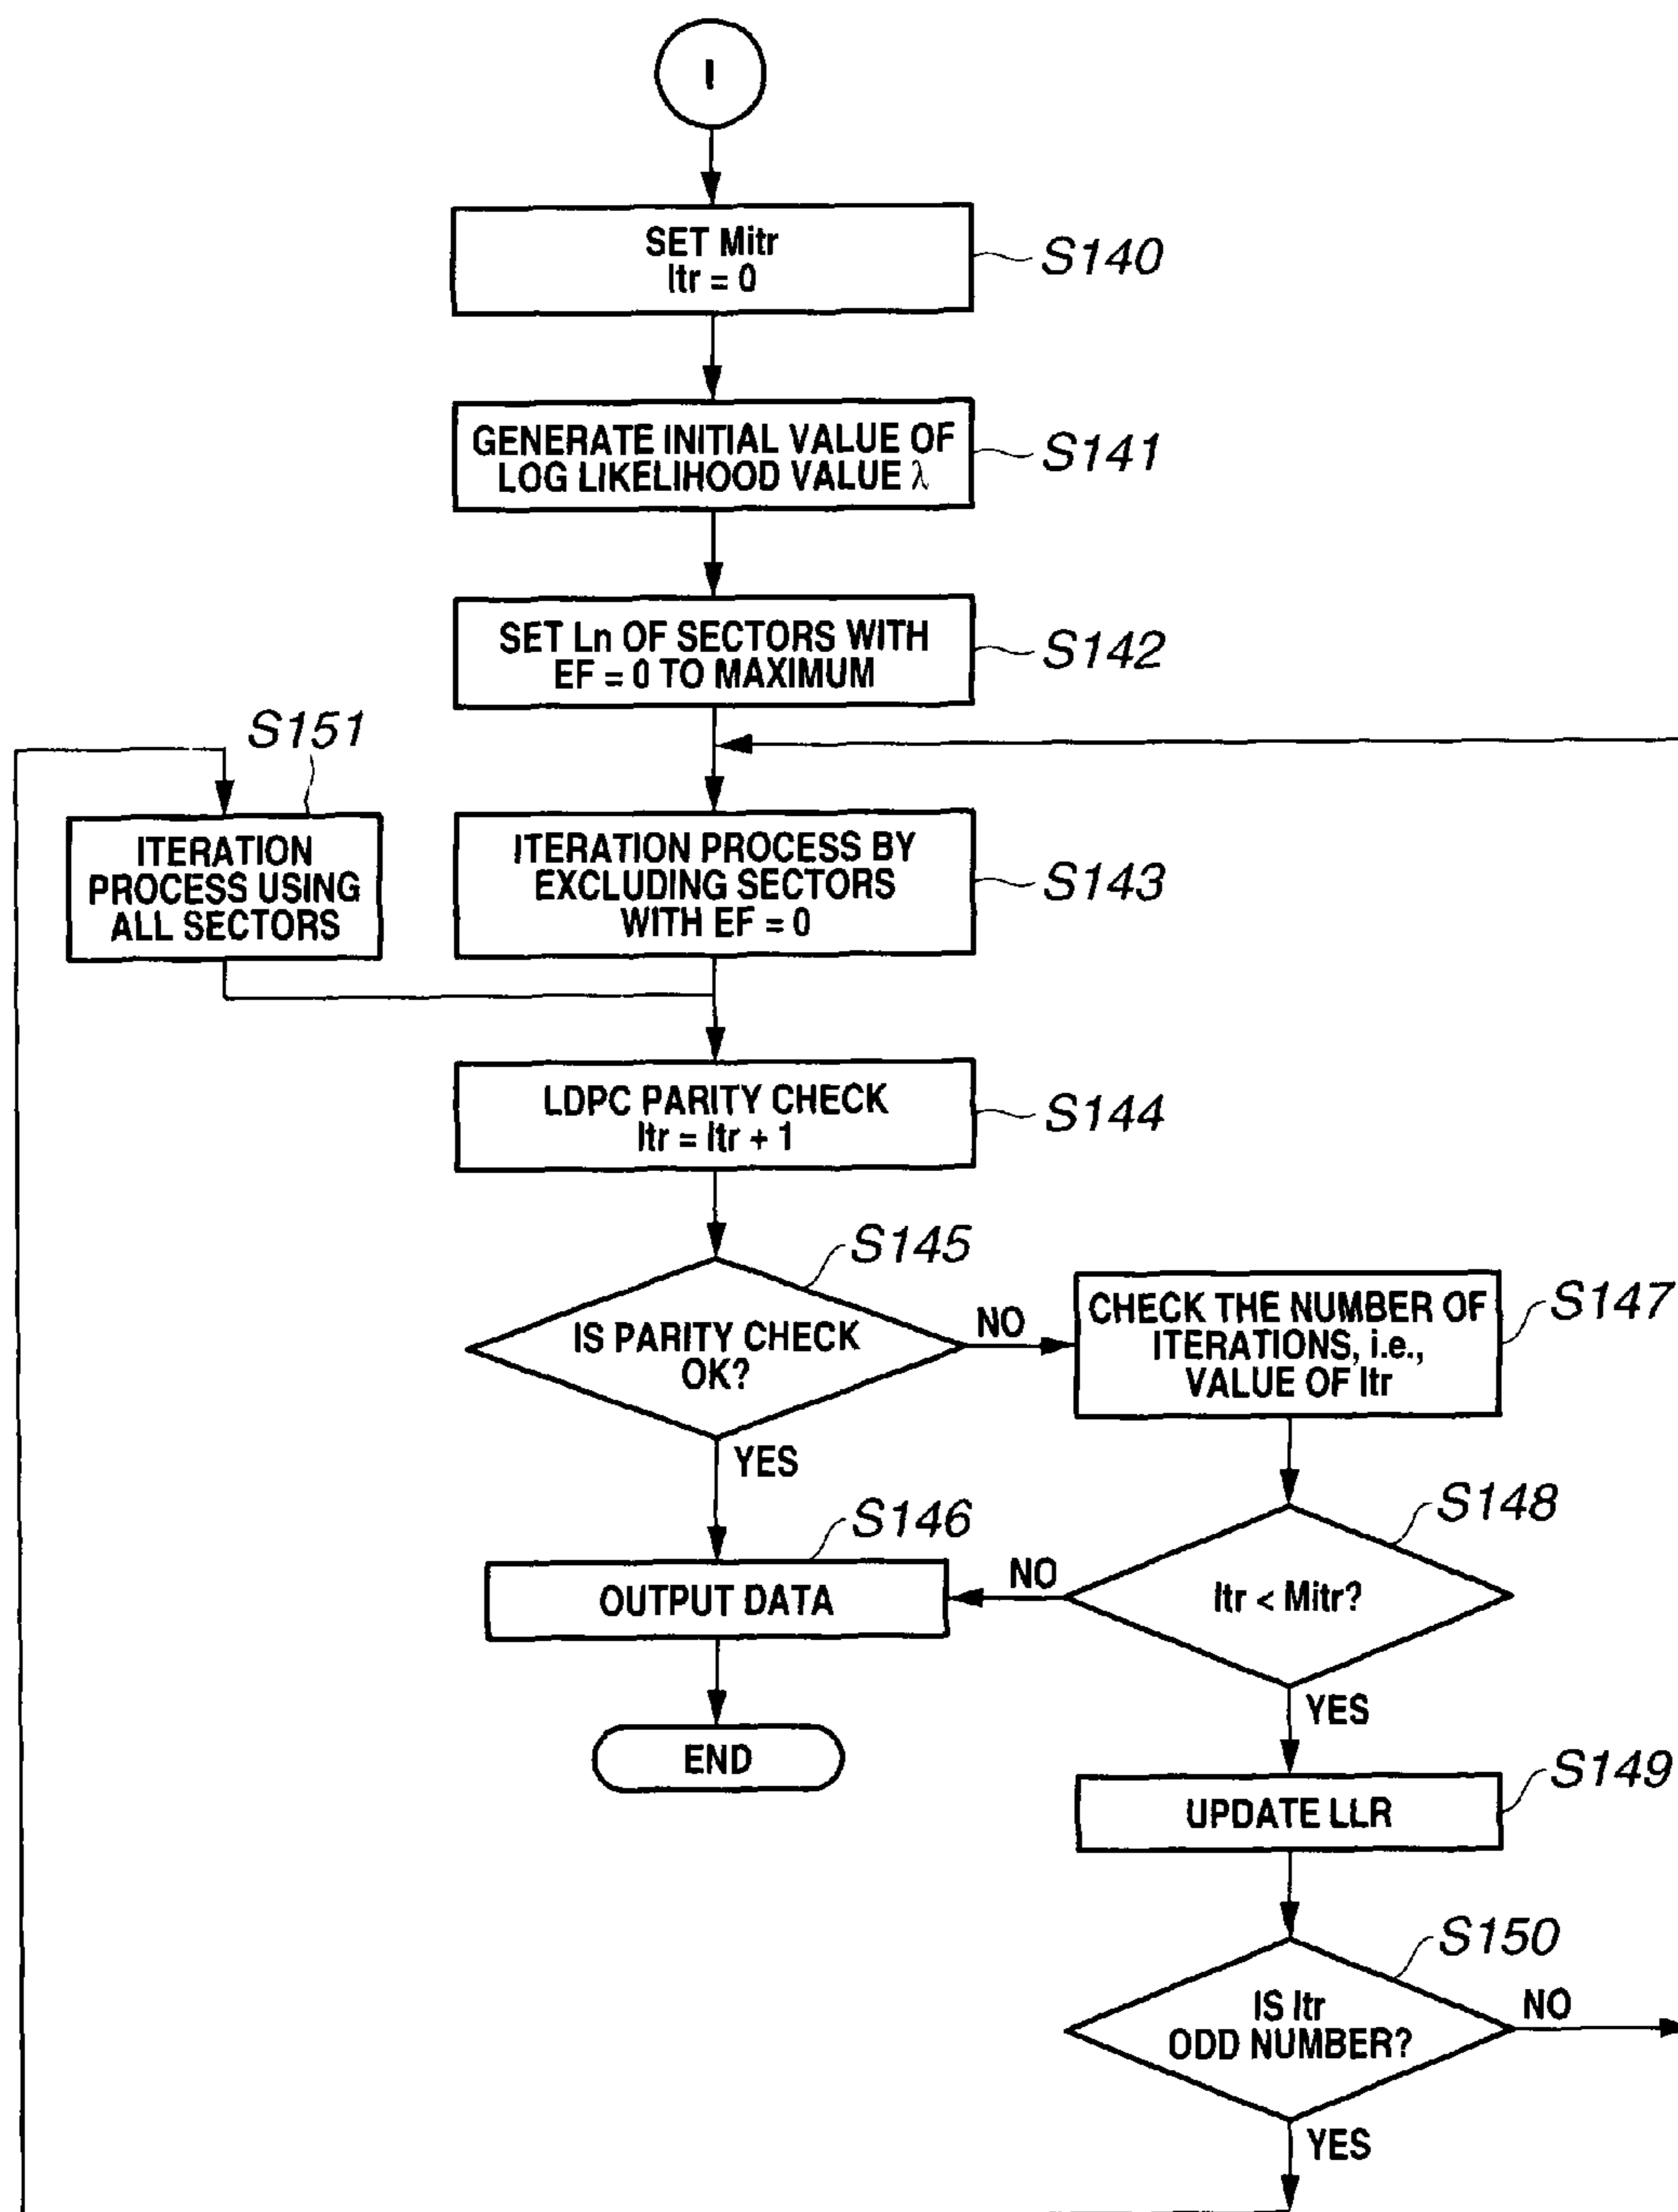 I
SET Mitr
Itr = 0
S140
GENERATE INITIAL VALUE OF
LOG LIKELIHOOD VALUE λ
S141
SET Ln OF SECTORS WITH
EF = 0 TO MAXIMUM
S142
S151
ITERATION
PROCESS USING
ALL SECTORS
ITERATION PROCESS BY
EXCLUDING SECTORS
WITH EF = 0
S143
LDPC PARITY CHECK
Itr = Itr + 1
S144
S145
IS PARITY CHECK
OK?
NO
YES
CHECK THE NUMBER OF
ITERATIONS, i.e.,
VALUE OF Itr
S147
S146
OUTPUT DATA
END
S148
Itr < Mitr?
NO
YES
S149
UPDATE LLR
S150
IS Itr
ODD NUMBER?
NO
YES